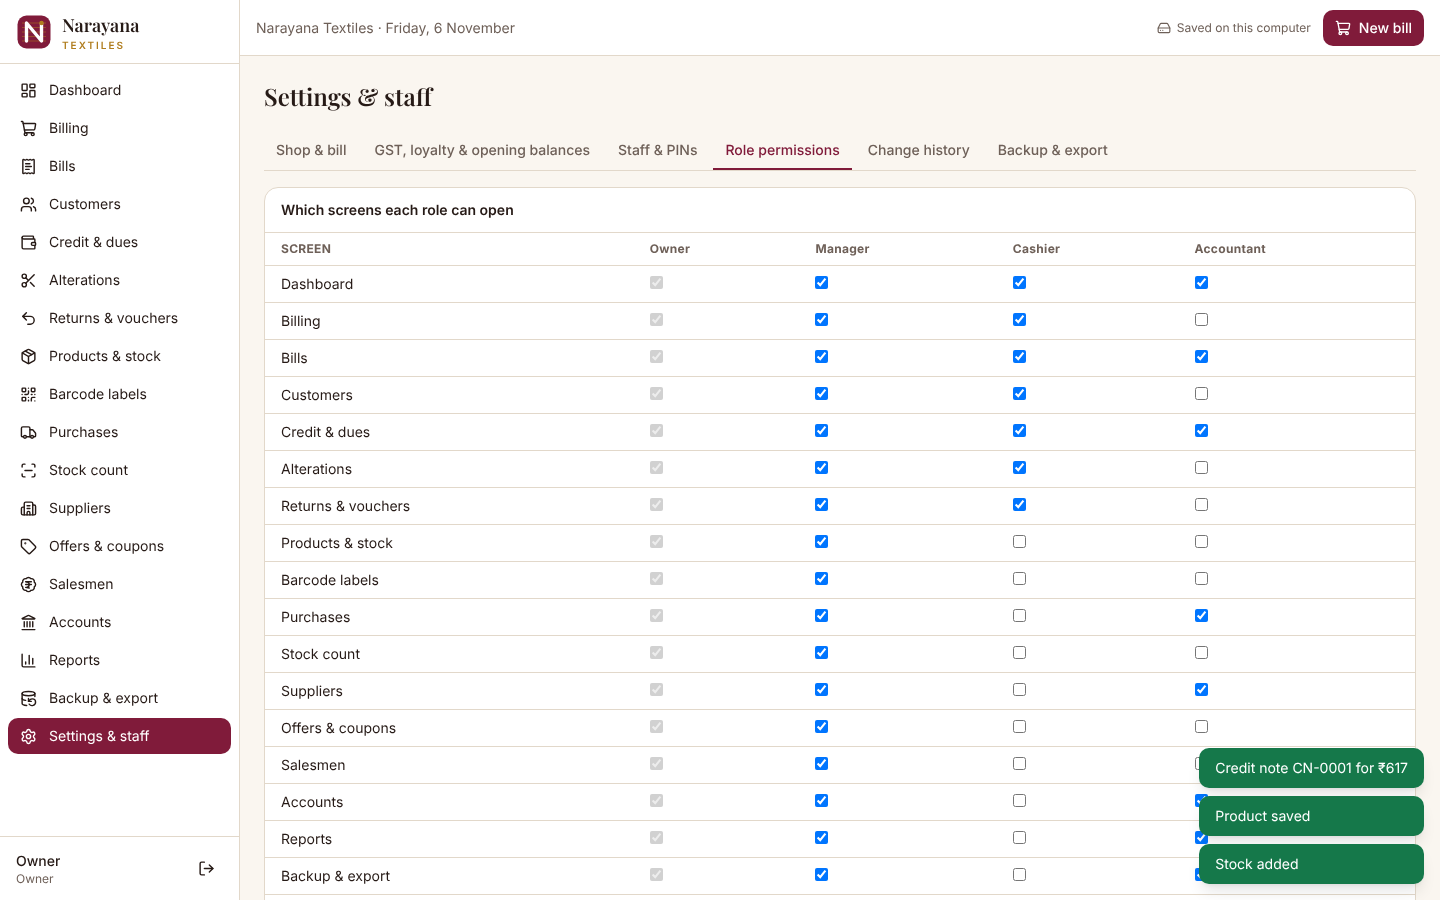 Narayana
TEXTILES
Narayana Textiles · Friday, 6 November
Saved on this computer
New bill
Dashboard
Billing
Bills
Customers
Credit & dues
Alterations
Returns & vouchers
Products & stock
Barcode labels
Purchases
Stock count
Suppliers
Offers & coupons
Salesmen
Accounts
Reports
Backup & export
Settings & staff
Owner
Owner
Settings & staff
Shop & bill GST, loyalty & opening balances Staff & PINs Role permissions Change history Backup & export
Which screens each role can open
SCREEN Owner Manager Cashier Accountant
Dashboard
Billing
Bills
Customers
Credit & dues
Alterations
Returns & vouchers
Products & stock
Barcode labels
Purchases
Stock count
Suppliers
Offers & coupons
Salesmen
Accounts
Reports
Backup & export
Credit note CN-0001 for ₹617
Product saved
Stock added